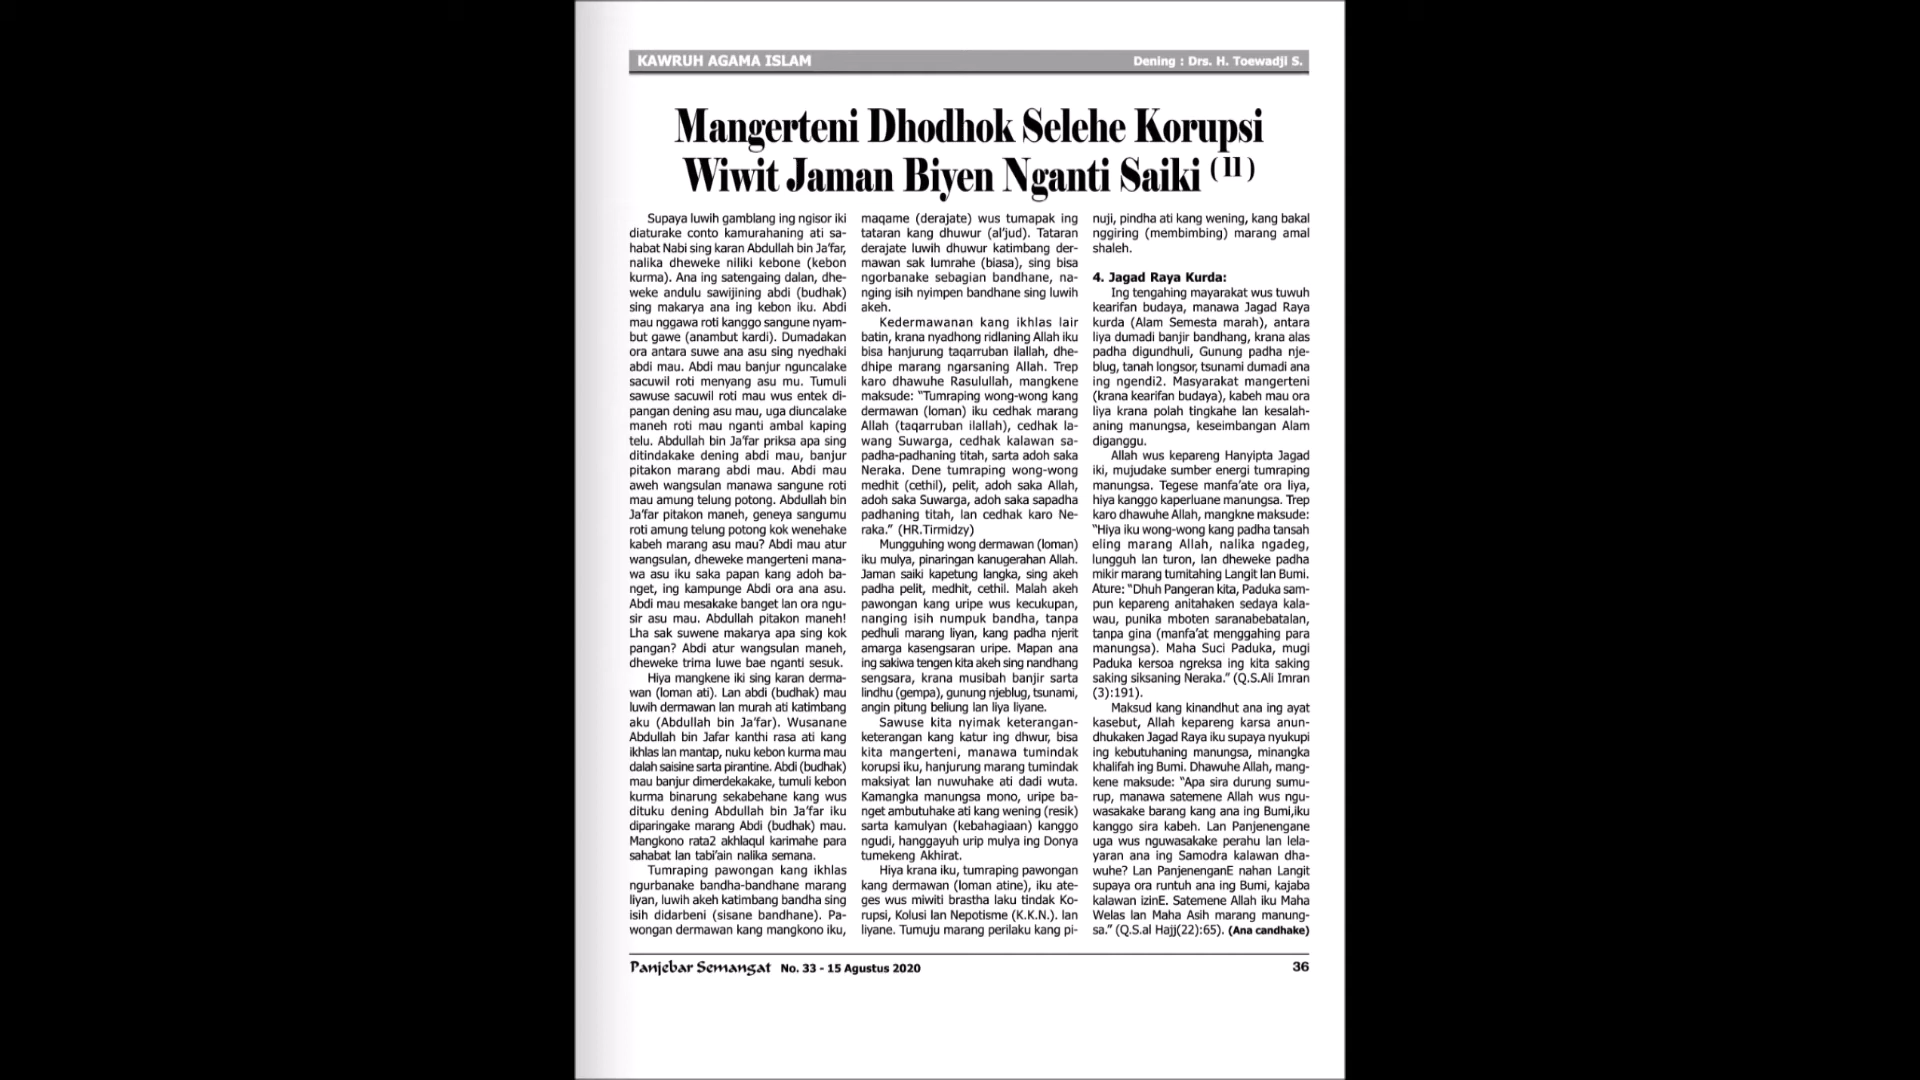 KAWRUH AGAMA ISLAM
Dening : Drs. H. Toewadji S.
Mangerteni Dhodhok Selehe Korupsi
Wiwit Jaman Biyen Nganti Saiki (11)
Supaya luwih gamblang ing ngisor iki
diaturake conto kamurahaning ati sa-
habat Nabi sing karan Abdullah bin Ja'far,
nalika dheweke niliki kebone (kebon
kurma). Ana ing satengaing dalan, dhe-
weke andulu sawijining abdi (budhak)
sing makarya ana ing kebon iku. Abdi
mau nggawa roti kanggo sangune nyam-
but gawe (anambut kardi). Dumadakan
ora antara suwe ana asu sing nyedhaki
abdi mau. Abdi mau banjur nguncalake
sacuwil roti menyang asu mu. Tumuli
sawuse sacuwil roti mau wus entek di-
pangan dening asu mau, uga diuncalake
maneh roti mau nganti ambal kaping
telu. Abdullah bin Ja'far priksa apa sing
ditindakake dening abdi mau, banjur
pitakon marang abdi mau. Abdi mau
aweh wangsulan manawa sangune roti
mau amung telung potong. Abdullah bin
Ja'far pitakon maneh, geneya sangumu
roti amung telung potong kok wenehake
kabeh marang asu mau? Abdi mau atur
wangsulan, dheweke mangerteni mana-
wa asu iku saka papan kang adoh ba-
nget, ing kampunge Abdi ora ana asu.
Abdi mau mesakake banget lan ora ngu-
sir asu mau. Abdullah pitakon maneh!
Lha sak suwene makarya apa sing kok
pangan? Abdi atur wangsulan maneh,
dheweke trima luwe bae nganti sesuk.
Hiya mangkene iki sing karan derma-
wan (loman ati). Lan abdi (budhak) mau
luwih dermawan lan murah ati katimbang
aku (Abdullah bin Ja'far). Wusanane
Abdullah bin Jafar kanthi rasa ati kang
ikhlas lan mantap, nuku kebon kurma mau
dalah saisine sarta pirantine. Abdi (budhak)
mau banjur dimerdekakake, tumuli kebon
kurma binarung sekabehane kang wus
dituku dening Abdullah bin Ja'far iku
diparingake marang Abdi (budhak) mau.
Mangkono rata2 akhlaqul karimahe para
sahabat lan tabi'ain nalika semana.
Tumraping pawongan kang ikhlas
ngurbanake bandha-bandhane marang
liyan, luwih akeh katimbang bandha sing
isih didarbeni (sisane bandhane). Pa-
wongan dermawan kang mangkono iku,
maqame (derajate) wus tumapak ing
tataran kang dhuwur (al'jud). Tataran
derajate luwih dhuwur katimbang der-
mawan sak lumrahe (biasa), sing bisa
ngorbanake sebagian bandhane, na-
nging isih nyimpen bandhane sing luwih
akeh.
Kedermawanan kang ikhlas lair
batin, krana nyadhong ridlaning Allah iku
bisa hanjurung taqarruban ilallah, dhe-
dhipe marang ngarsaning Allah. Trep
karo dhawuhe Rasulullah, mangkene
maksude: "Tumraping wong-wong kang
dermawan (loman) iku cedhak marang
Allah (taqarruban ilallah), cedhak la-
wang Suwarga, cedhak kalawan sa-
padha-padhaning titah, sarta adoh saka
Neraka. Dene tumraping wong-wong
medhit (cethil), pelit, adoh saka Allah,
adoh saka Suwarga, adoh saka sapadha
padhaning titah, lan cedhak karo Ne-
raka." (HR.Tirmidzy)
Mungguhing wong dermawan (loman)
iku mulya, pinaringan kanugerahan Allah.
Jaman saiki kapetung langka, sing akeh
padha pelit, medhit, cethil. Malah akeh
pawongan kang uripe wus kecukupan,
nanging isih numpuk bandha, tanpa
pedhuli marang liyan, kang padha njerit
amarga kasengsaran uripe. Mapan ana
ing sakiwa tengen kita akeh sing nandhang
sengsara, krana musibah banjir sarta
lindhu (gempa), gunung njeblug, tsunami,
angin pitung beliung lan liya liyane.
Sawuse kita nyimak keterangan-
keterangan kang katur ing dhwur, bisa
kita mangerteni, manawa tumindak
korupsi iku, hanjurung marang tumindak
maksiyat lan nuwuhake ati dadi wuta.
Kamangka manungsa mono, uripe ba-
nget ambutuhake ati kang wening (resik)
sarta kamulyan (kebahagiaan) kanggo
ngudi, hanggayuh urip mulya ing Donya
tumekeng Akhirat.
Hiya krana iku, tumraping pawongan
kang dermawan (loman atine), iku ate-
ges wus miwiti brastha laku tindak Ko-
rupsi, Kolusi lan Nepotisme (K.K.N.). lan
liyane. Tumuju marang perilaku kang pi-
nuji, pindha ati kang wening, kang bakal
nggiring (membimbing) marang amal
shaleh.
4. Jagad Raya Kurda:
Ing tengahing mayarakat wus tuwuh
kearifan budaya, manawa Jagad Raya
kurda (Alam Semesta marah), antara
liya dumadi banjir bandhang, krana alas
padha digundhuli, Gunung padha nje-
blug, tanah longsor, tsunami dumadi ana
ing ngendi2. Masyarakat mangerteni
(krana kearifan budaya), kabeh mau ora
liya krana polah tingkahe lan kesalah-
aning manungsa, keseimbangan Alam
diganggu.
Allah wus kepareng Hanyipta Jagad
iki, mujudake sumber energi tumraping
manungsa. Tegese manfa'ate ora liya,
hiya kanggo kaperluane manungsa. Trep
karo dhawuhe Allah, mangkne maksude:
"Hiya iku wong-wong kang padha tansah
eling marang Allah, nalika ngadeg,
lungguh lan turon, lan dheweke padha
mikir marang tumitahing Langit lan Bumi.
Ature: "Dhuh Pangeran kita, Paduka sam-
pun kepareng anitahaken sedaya kala-
wau, punika mboten saranabebatalan,
tanpa gina (manfa'at menggahing para
manungsa). Maha Suci Paduka, mugi
Paduka kersoa ngreksa ing kita saking
saking siksaning Neraka." (Q.S.Ali Imran
(3):191).
Maksud kang kinandhut ana ing ayat
kasebut, Allah kepareng karsa anun-
dhukaken Jagad Raya iku supaya nyukupi
ing kebutuhaning manungsa, minangka
khalifah ing Bumi. Dhawuhe Allah, mang-
kene maksude: "Apa sira durung sumu-
rup, manawa satemene Allah wus ngu-
wasakake barang kang ana ing Bumi,iku
kanggo sira kabeh. Lan Panjenengane
uga wus nguwasakake perahu lan lela-
yaran ana ing Samodra kalawan dha-
wuhe? Lan PanjenenganE nahan Langit
supaya ora runtuh ana ing Bumi, kajaba
kalawan izinE. Satemene Allah iku Maha
Welas lan Maha Asih marang manung-
sa." (Q.S.al Hajj(22):65). (Ana candhake)
Panjebar Semangat No. 33 - 15 Agustus 2020
36